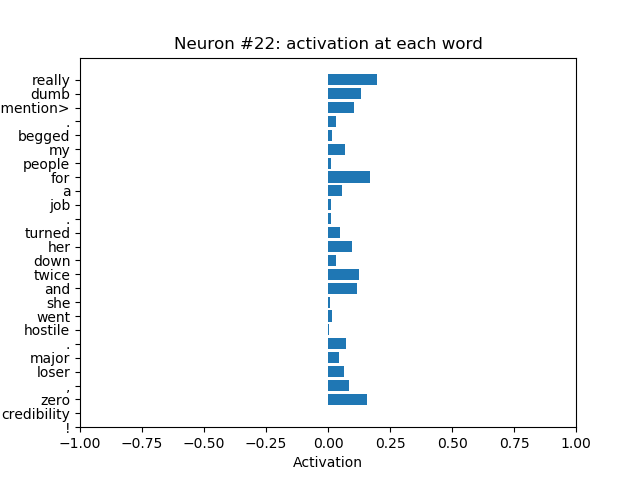 Neuron #22: activation at each word
really
dumb
mention>
.
begged
my
people
for
a
job
.
turned
her
down
twice
and
she
went
hostile
.
major
loser
,
zero
credibility
!
−1.00 −0.75 −0.50 −0.25 0.00 0.25 0.50 0.75 1.00
Activation